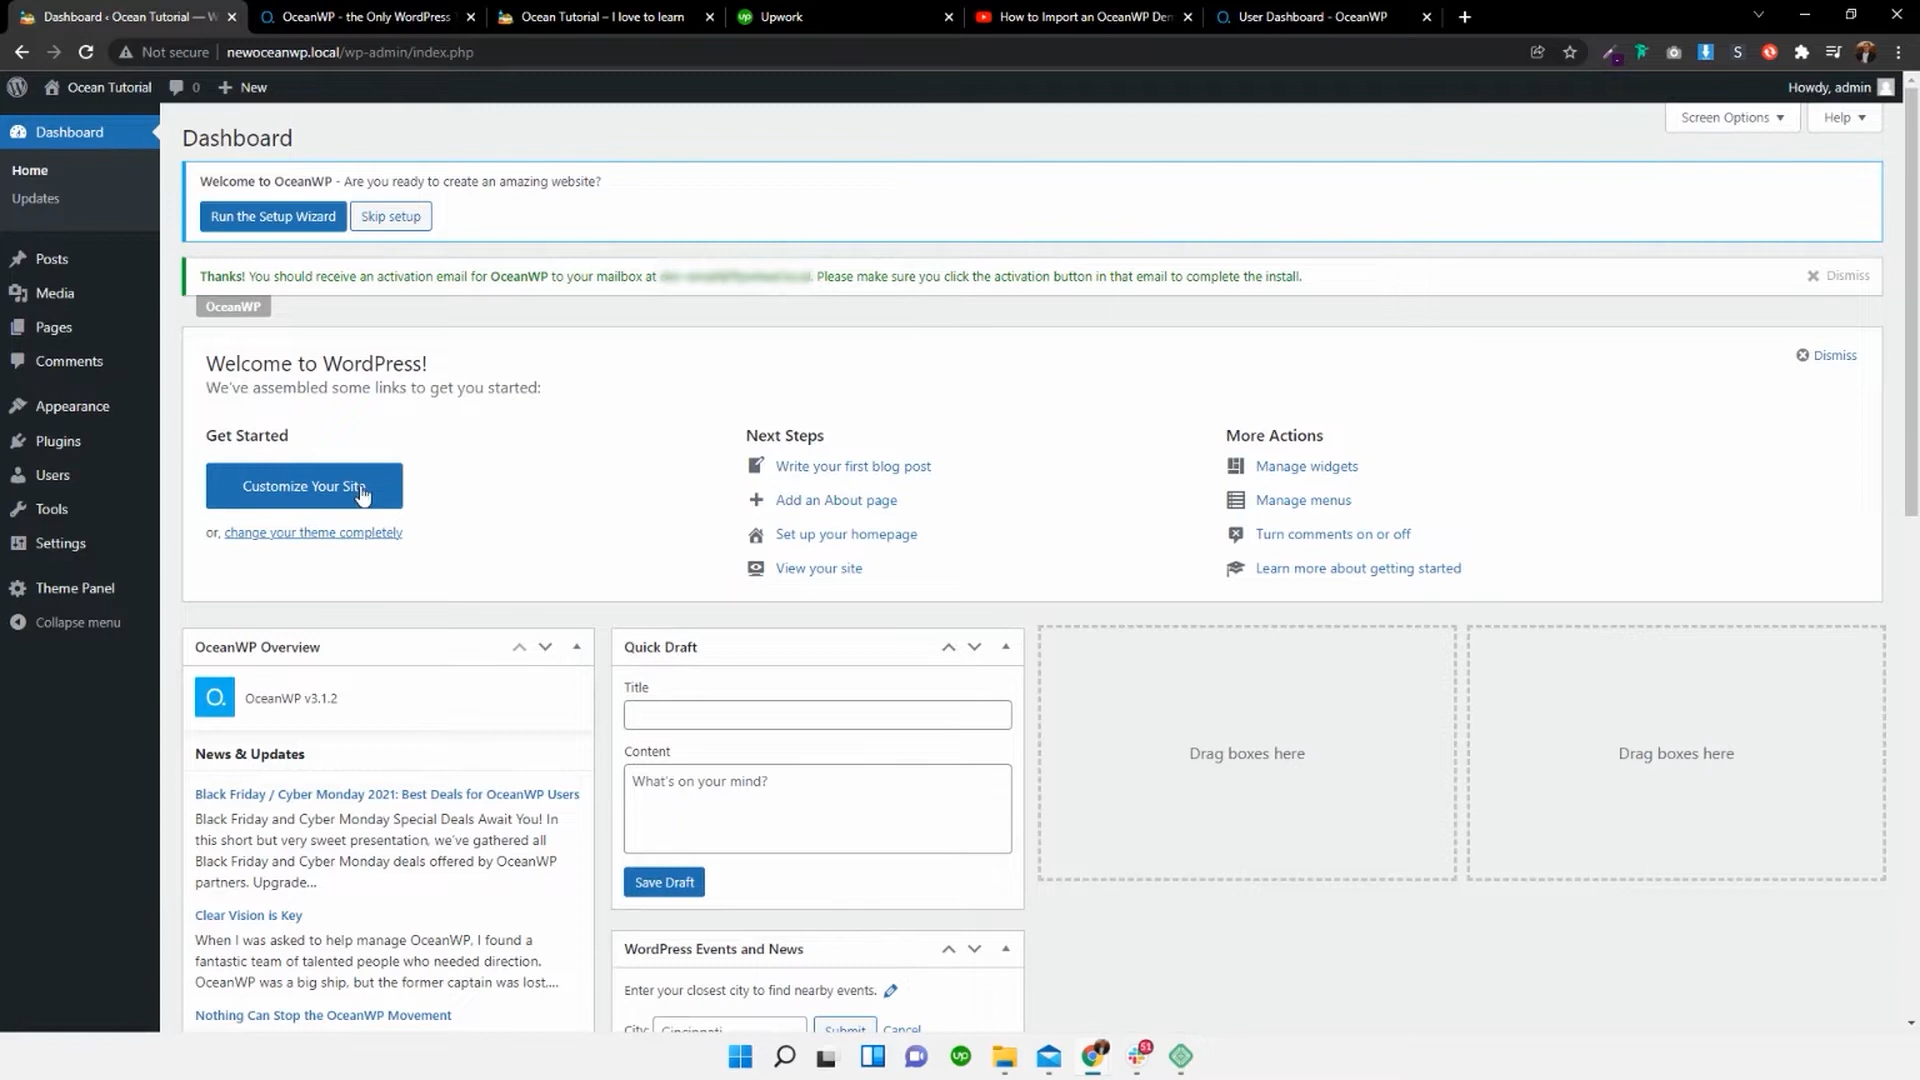 Dashboard ‹ Ocean Tutorial — W
OceanWP - the Only WordPress T
Ocean Tutorial – I love to learn
Upwork
How to Import an OceanWP Dem
User Dashboard - OceanWP
Not secure
newoceanwp.local/wp-admin/index.php
Ocean Tutorial
0
New
Howdy, admin
Dashboard
Home
Updates
Posts
Media
Pages
Comments
Appearance
Plugins
Users
Tools
Settings
Theme Panel
Collapse menu
Dashboard
Screen Options
Help
Welcome to OceanWP - Are you ready to create an amazing website?
Run the Setup Wizard
Skip setup
Thanks! You should receive an activation email for OceanWP to your mailbox at . Please make sure you click the activation button in that email to complete the install.
Dismiss
OceanWP
Welcome to WordPress!
We've assembled some links to get you started:
Dismiss
Get Started
Customize Your Site
or, change your theme completely
Next Steps
Write your first blog post
Add an About page
Set up your homepage
View your site
More Actions
Manage widgets
Manage menus
Turn comments on or off
Learn more about getting started
OceanWP Overview
O.
OceanWP v3.1.2
News & Updates
Black Friday / Cyber Monday 2021: Best Deals for OceanWP Users
Black Friday and Cyber Monday Special Deals Await You! In
this short but very sweet presentation, we've gathered all
Black Friday and Cyber Monday deals offered by OceanWP
partners. Upgrade...
Clear Vision is Key
When I was asked to help manage OceanWP, I found a
fantastic team of talented people who needed direction.
OceanWP was a big ship, but the former captain was lost....
Nothing Can Stop the OceanWP Movement
Quick Draft
Title
Content
What's on your mind?
Save Draft
WordPress Events and News
Enter your closest city to find nearby events.
City:
Cincinnati
Submit
Cancel
Drag boxes here
Drag boxes here
up
51